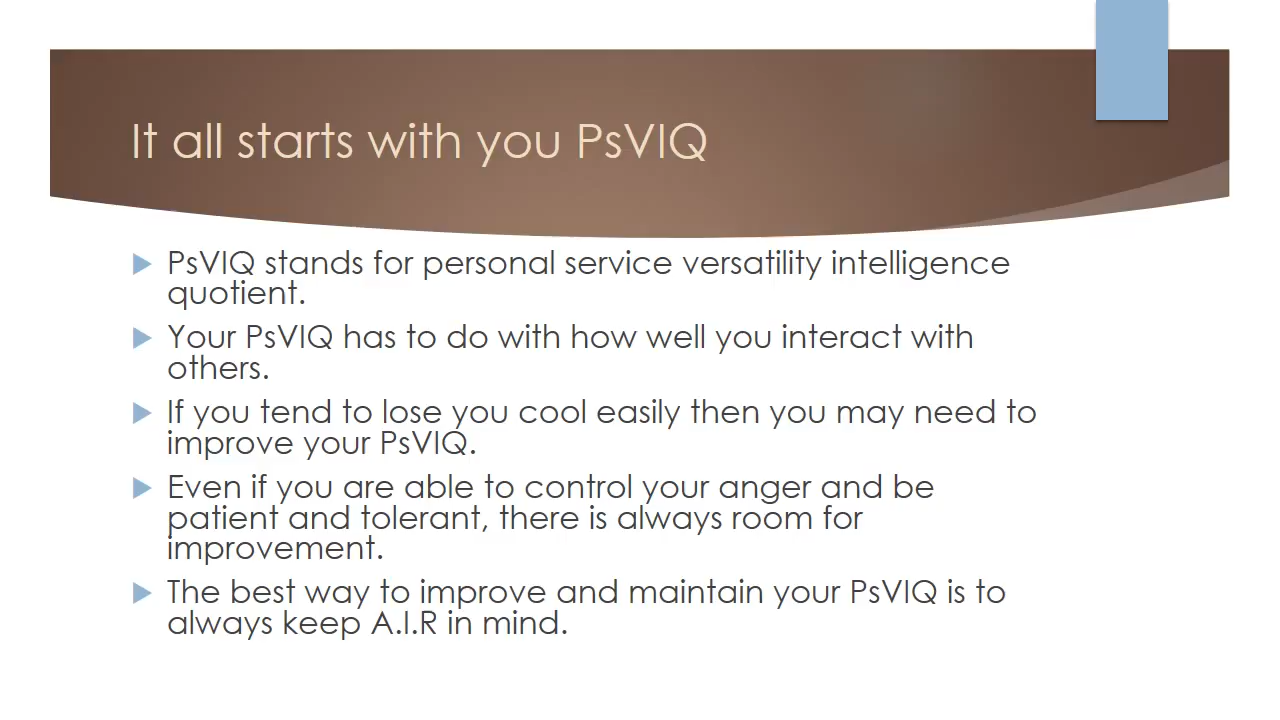 It all starts with you PsVIQ
PsVIQ stands for personal service versatility intelligence
quotient.
Your PsVIQ has to do with how well you interact with
others.
If you tend to lose you cool easily then you may need to
improve your PsVIQ.
Even if you are able to control your anger and be
patient and tolerant, there is always room for
improvement.
The best way to improve and maintain your PsVIQ is to
always keep A.I.R in mind.